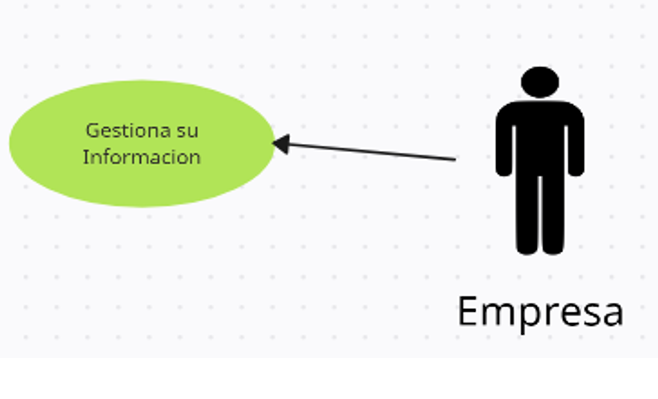 Gestiona su
Informacion
Empresa